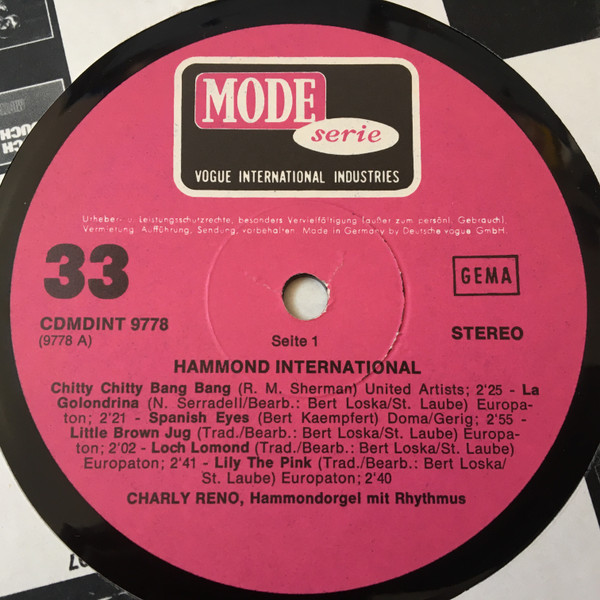 MODE
serie
VOGUE INTERNATIONAL INDUSTRIES
Urheber- u. Leistungsschutzrechte, besonders Vervielfältigung (außer zum persönl. Gebrauch),
Vermietung, Aufführung, Sendung, vorbehalten. Made in Germany by Deutsche vogue GmbH.
33
GEMA
CDMDINT 9778
(9778 A)
Seite 1
STEREO
HAMMOND INTERNATIONAL
Chitty Chitty Bang Bang (R. M. Sherman) United Artists; 2'25 - La
Golondrina (N. Serradell/Bearb.: Bert Loska/St. Laube) Europa-
ton; 2'21 - Spanish Eyes (Bert Kaempfert) Doma/Gerig; 2'55 -
Little Brown Jug (Trad./Bearb.: Bert Loska/St. Laube) Europa-
ton; 2'02 - Loch Lomond (Trad./Bearb.: Bert Loska/St. Laube)
Europaton; 2'41 - Lily The Pink (Trad./Bearb.: Bert Loska/
St. Laube) Europaton; 2'40
CHARLY RENO, Hammondorgel mit Rhythmus